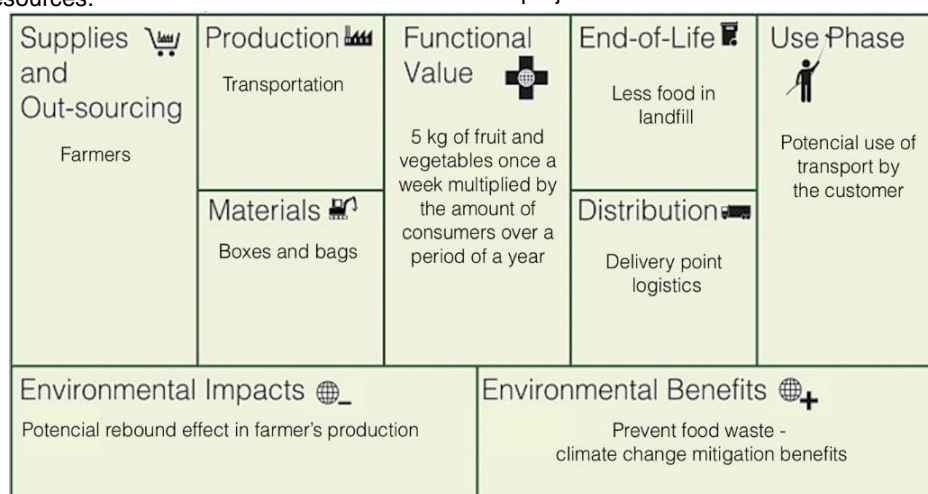 esources.
Supplies
and
Out-sourcing
Farmers
Production
Transportation
Materials
Boxes and bags
Functional
Value
5 kg of fruit and
vegetables once a
week multiplied by
the amount of
consumers over a
period of a year
End-of-Life
Less food in
landfill
Distribution
Delivery point
logistics
Use Phase
Potencial use of
transport by
the customer
Environmental Impacts
Potencial rebound effect in farmer's production
Environmental Benefits
Prevent food waste -
climate change mitigation benefits